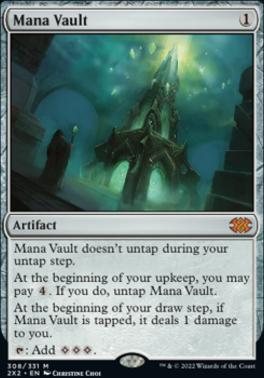 Mana Vault 1
Artifact
Mana Vault doesn't untap during your
untap step.
At the beginning of your upkeep, you may
pay 4. If you do, untap Mana Vault.
At the beginning of your draw step, if
Mana Vault is tapped, it deals 1 damage
to you.
: Add
308/331 M
2X2 • EN CHRISTINE CHOI
™ & © 2022 Wizards of the Coast